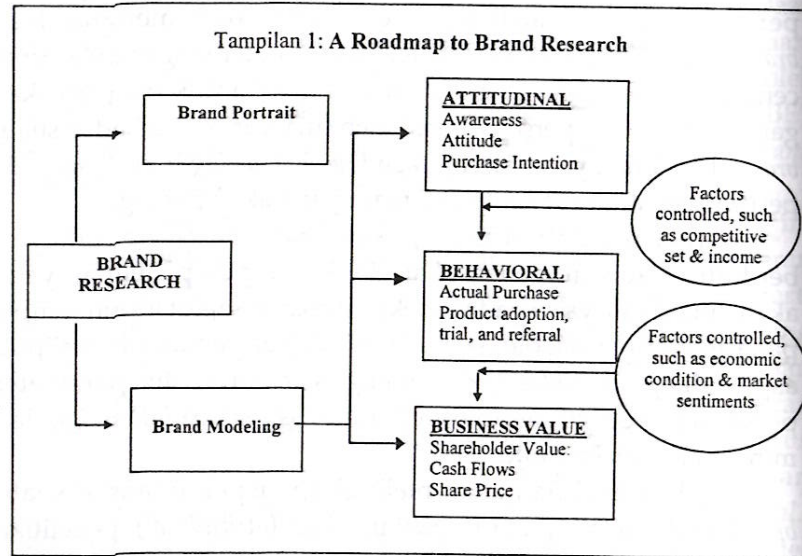 Tampilan 1: A Roadmap to Brand Research
Brand Portrait
BRAND
RESEARCH
Brand Modeling
ATTITUDINAL
Awareness
Attitude
Purchase Intention
Factors
controlled, such
as competitive
set & income
BEHAVIORAL
Actual Purchase
Product adoption,
trial, and referral
Factors controlled,
such as economic
condition & market
sentiments
BUSINESS VALUE
Shareholder Value:
Cash Flows
Share Price